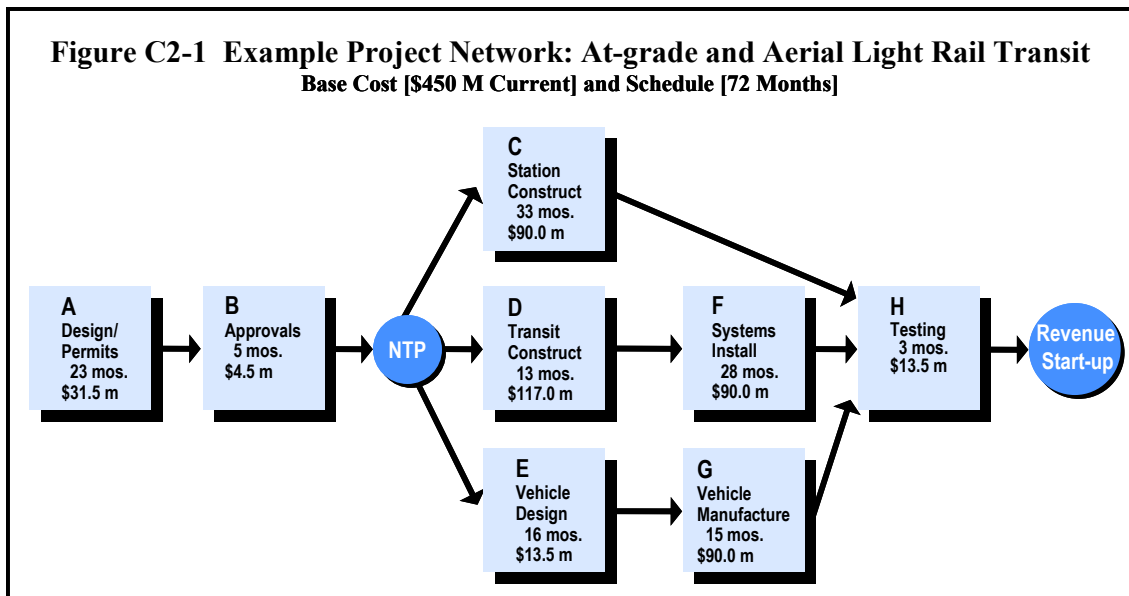 Figure C2-1 Example Project Network: At-grade and Aerial Light Rail Transit
Base Cost [$450 M Current] and Schedule [72 Months]
C
Station
Construct
33 mos.
$90.0 m
A
Design/
Permits
23 mos.
$31.5 m
B
Approvals
5 mos.
$4.5 m
NTP
D
Transit
Construct
13 mos.
$117.0 m
F
Systems
Install
28 mos.
$90.0 m
H
Testing
3 mos.
$13.5 m
Revenue
Start-up
E
Vehicle
Design
16 mos.
$13.5 m
G
Vehicle
Manufacture
15 mos.
$90.0 m